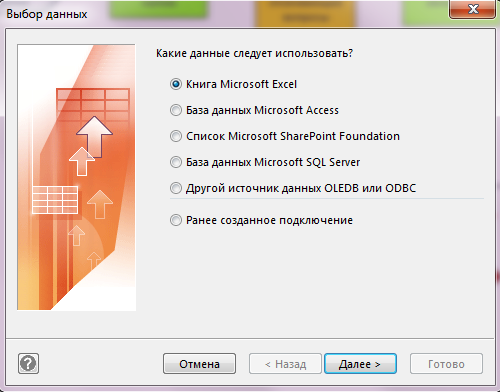 Выбор данных
Какие данные следует использовать?
Книга Microsoft Excel
База данных Microsoft Access
Список Microsoft SharePoint Foundation
База данных Microsoft SQL Server
Другой источник данных OLEDB или ODBC
Ранее созданное подключение
? Отмена < Назад Далее > Готово